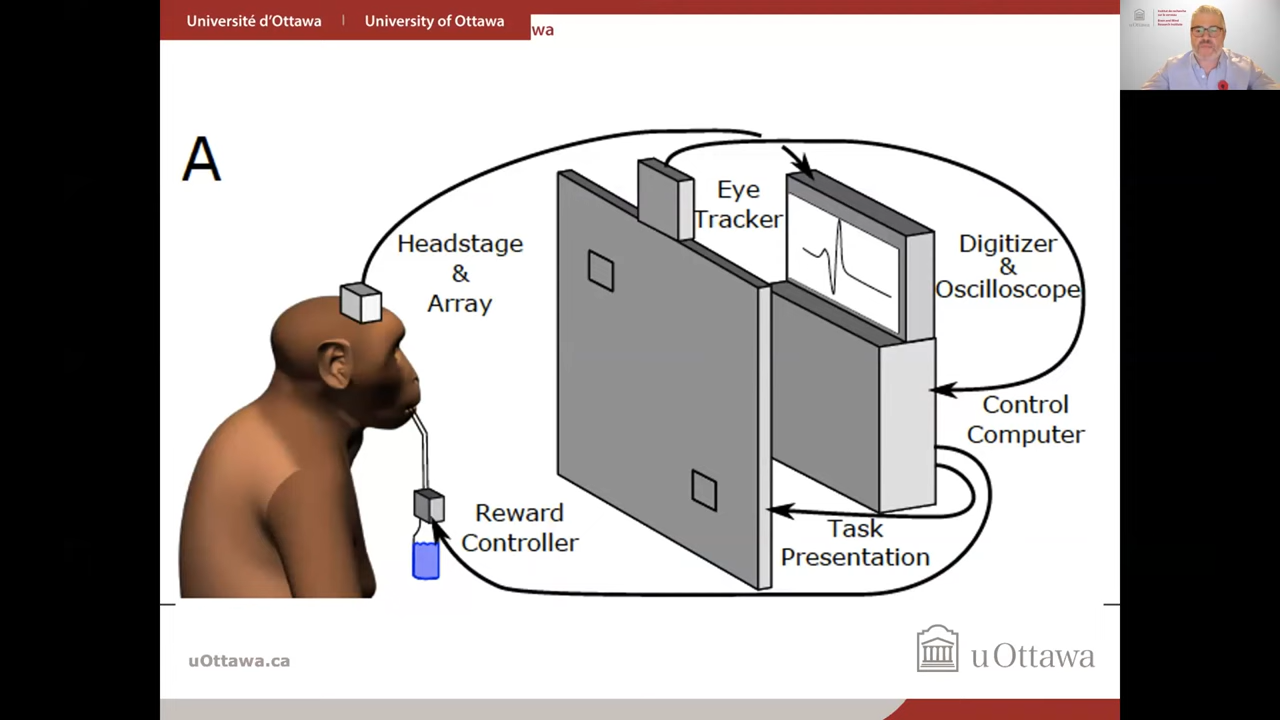 Université d'Ottawa | University of Ottawa
wa
A
Eye
Tracker
Headstage
&
Array
Digitizer
&
Oscilloscope
Control
Computer
Reward
Controller
Task
Presentation
uOttawa.ca
uOttawa